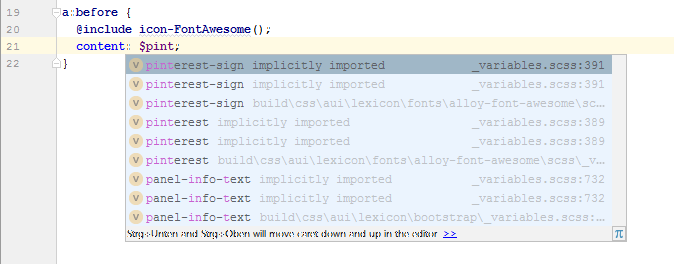 19 a:before {
20 @include icon-FontAwesome();
21 content: $pint;
22 }
V pinterest-sign implicitly imported _variables.scss:391
V pinterest-sign implicitly imported _variables.scss:391
V pinterest-sign build\css\aui\lexicon\fonts\alloy-font-awesome\sc...
V pinterest implicitly imported _variables.scss:389
V pinterest implicitly imported _variables.scss:389
V pinterest build\css\aui\lexicon\fonts\alloy-font-awesome\scss\_v...
V panel-info-text implicitly imported _variables.scss:732
V panel-info-text implicitly imported _variables.scss:732
V panel-info-text build\css\aui\lexicon\bootstrap\_variables.scss:...
Strg+Unten and Strg+Oben will move caret down and up in the editor >> π